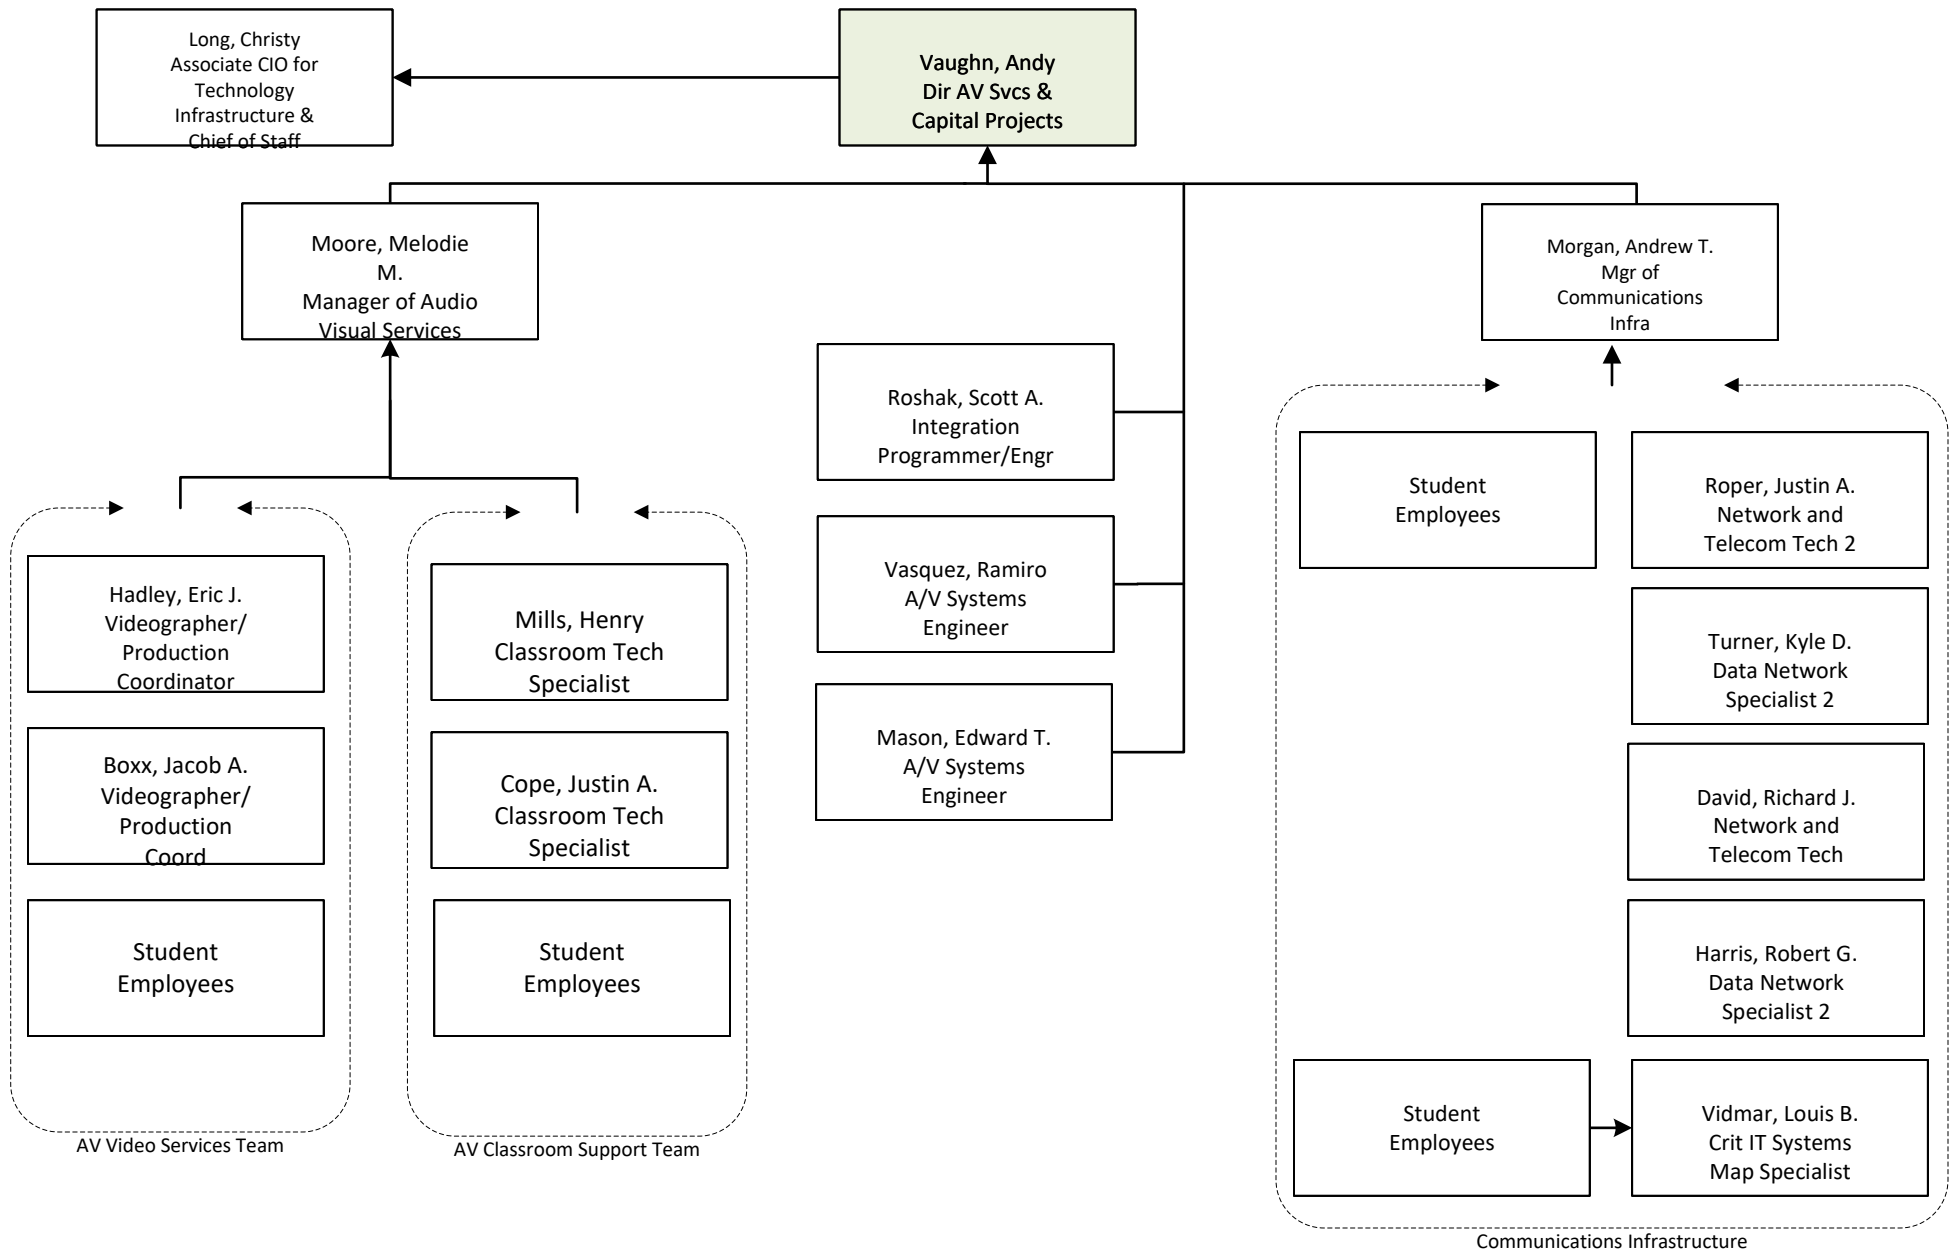 Long, Christy
Associate CIO for
Technology
Infrastructure &
Chief of Staff
Vaughn, Andy
Dir AV Svcs &
Capital Projects
Moore, Melodie
M.
Manager of Audio
Visual Services
Morgan, Andrew T.
Mgr of
Communications
Infra
Roshak, Scott A.
Integration
Programmer/Engr
Vasquez, Ramiro
A/V Systems
Engineer
Mason, Edward T.
A/V Systems
Engineer
Hadley, Eric J.
Videographer/
Production
Coordinator
Boxx, Jacob A.
Videographer/
Production
Coord
Student
Employees
AV Video Services Team
Mills, Henry
Classroom Tech
Specialist
Cope, Justin A.
Classroom Tech
Specialist
Student
Employees
AV Classroom Support Team
Student
Employees
Roper, Justin A.
Network and
Telecom Tech 2
Turner, Kyle D.
Data Network
Specialist 2
David, Richard J.
Network and
Telecom Tech
Harris, Robert G.
Data Network
Specialist 2
Student
Employees
Vidmar, Louis B.
Crit IT Systems
Map Specialist
Communications Infrastructure